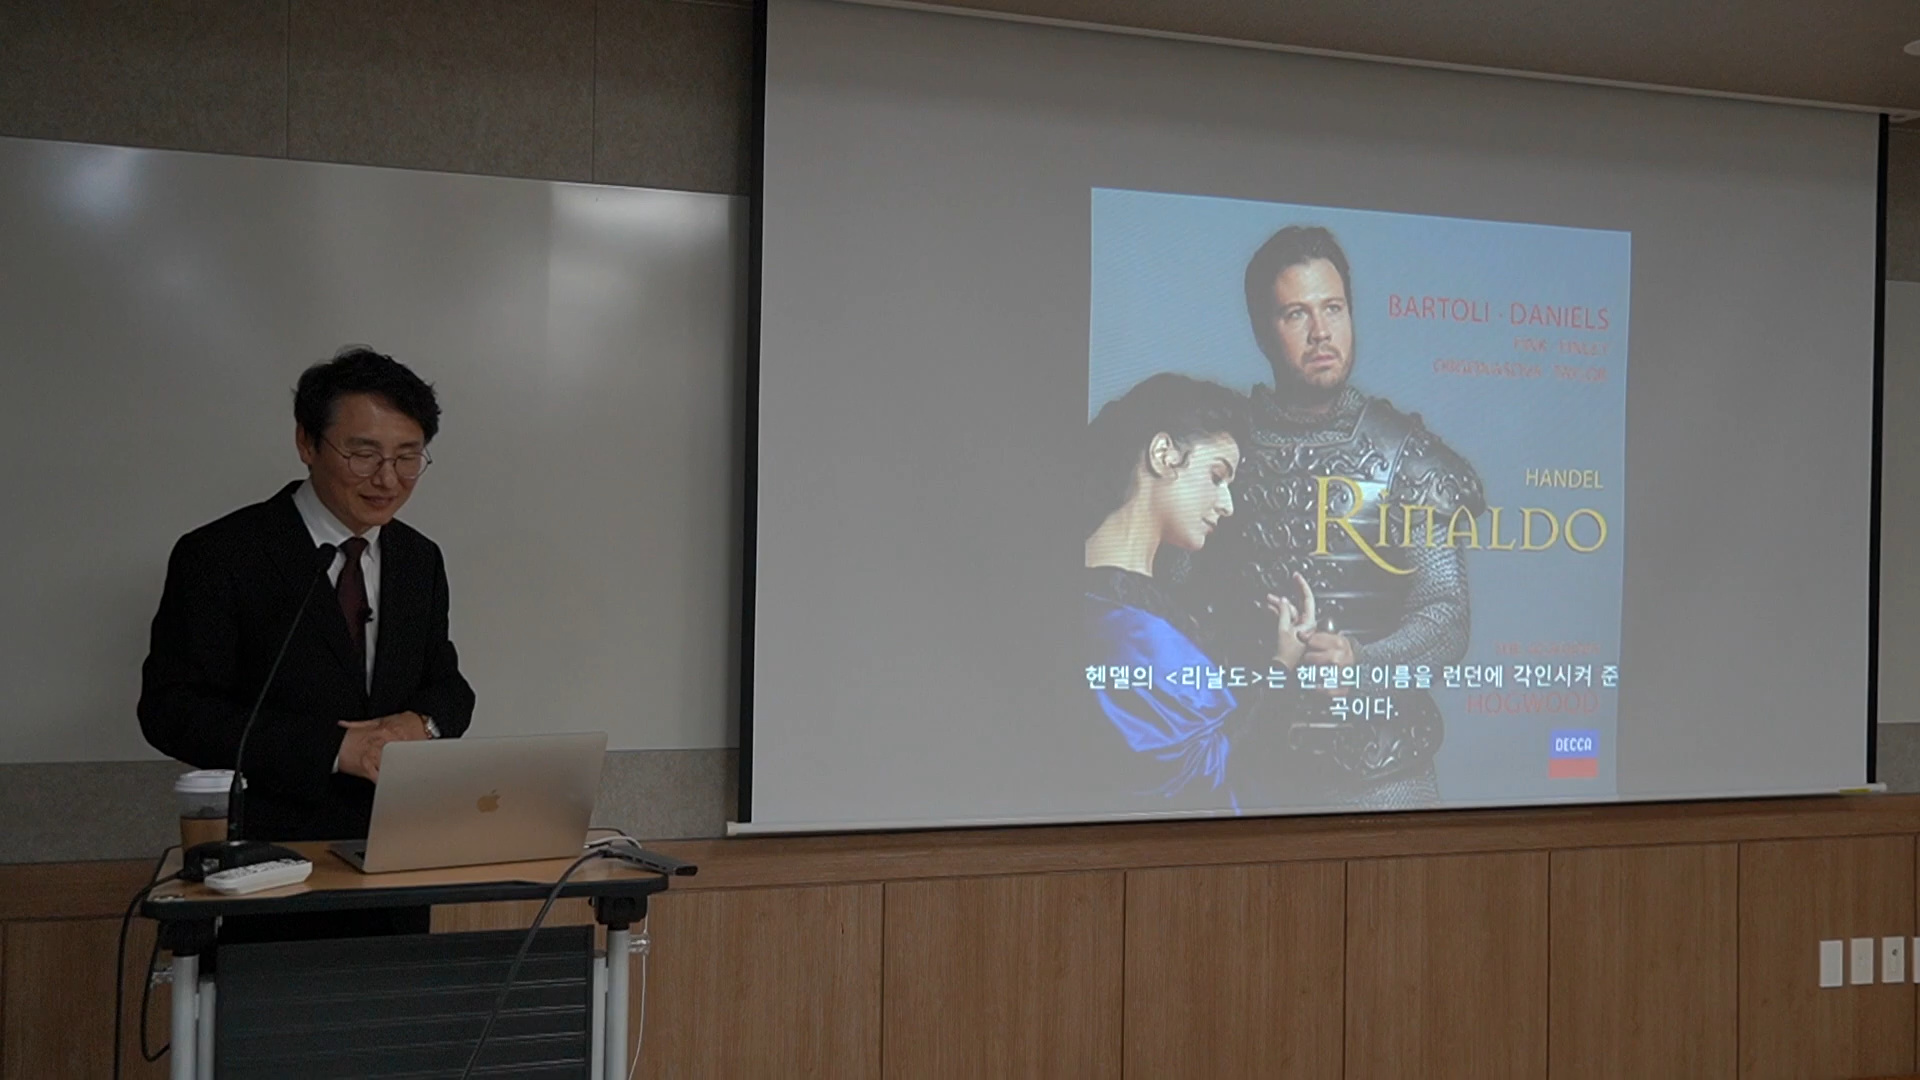 BARTOLI · DANIELS
HANDEL
RINALDO
헨델의 <리날도>는 헨델의 이름을 런던에 각인시켜 준
곡이다.
HOGWOOD
DECCA